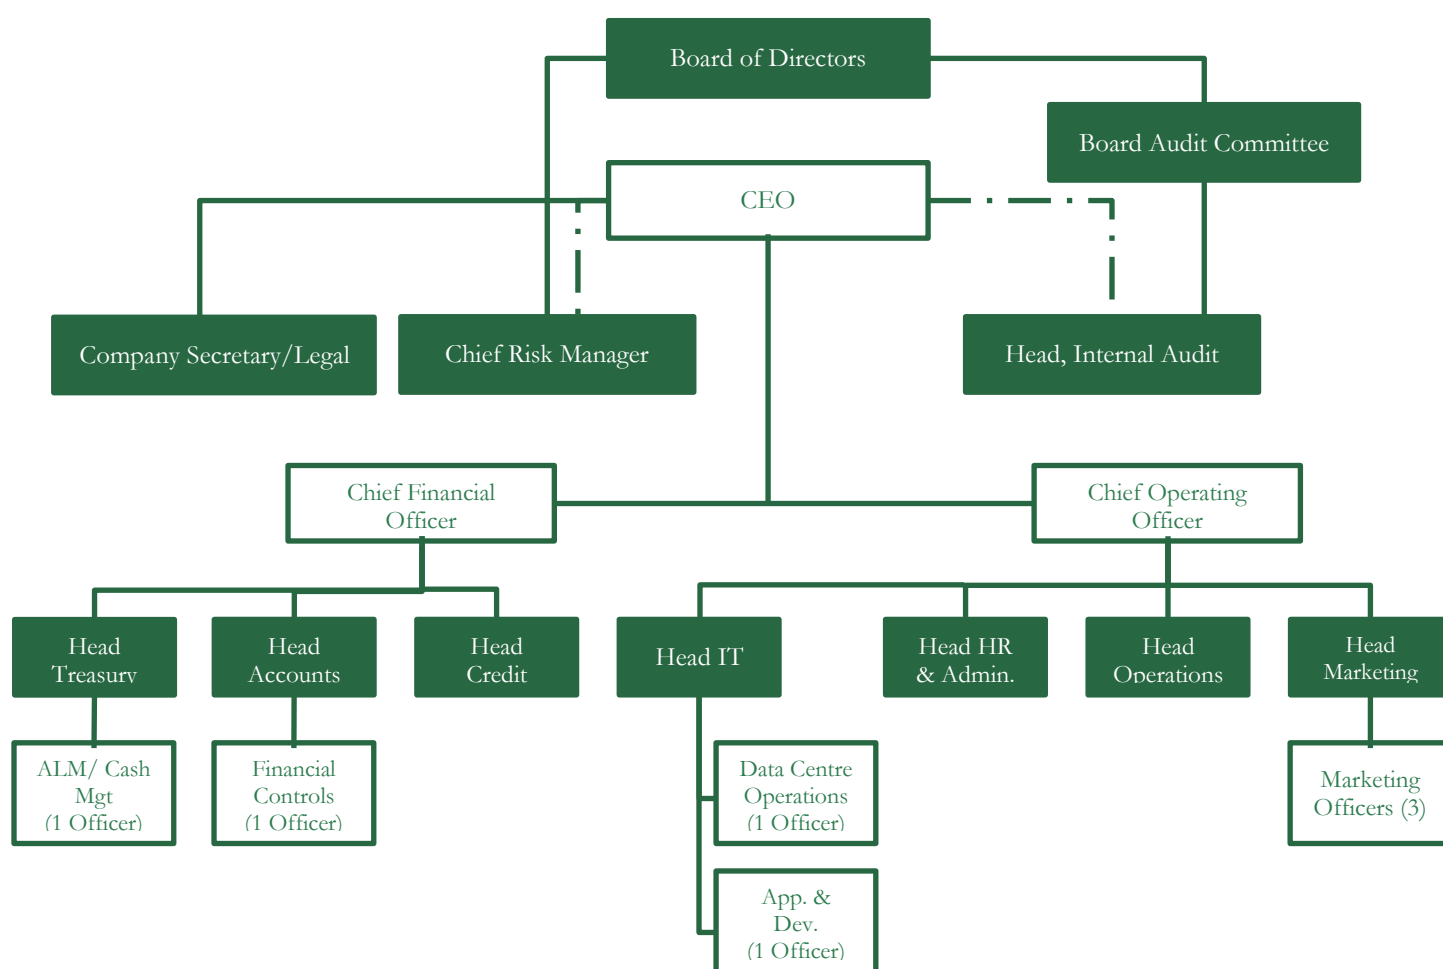 Board of Directors
Board Audit Committee
CEO
Company Secretary/Legal
Chief Risk Manager
Head, Internal Audit
Chief Financial
Officer
Chief Operating
Officer
Head
Treasury
Head
Accounts
Head
Credit
Head IT
Head HR
& Admin.
Head
Operations
Head
Marketing
ALM/ Cash
Mgt
(1 Officer)
Financial
Controls
(1 Officer)
Data Centre
Operations
(1 Officer)
Marketing
Officers (3)
App. &
Dev.
(1 Officer)